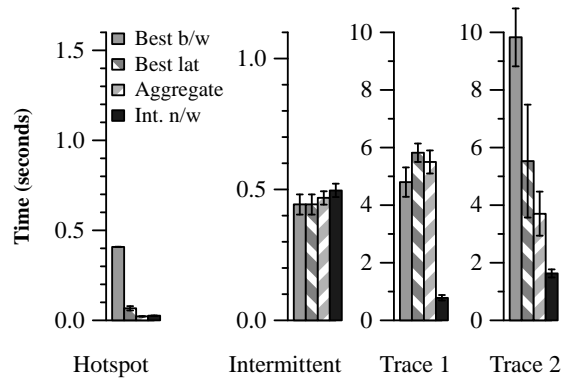 Time (seconds)
1.5
1.0
0.5
0.0
Best b/w
Best lat
Aggregate
Int. n/w
Hotspot
1.0
0.5
0.0
Intermittent
10
8
6
4
2
0
Trace 1
10
8
6
4
2
0
Trace 2